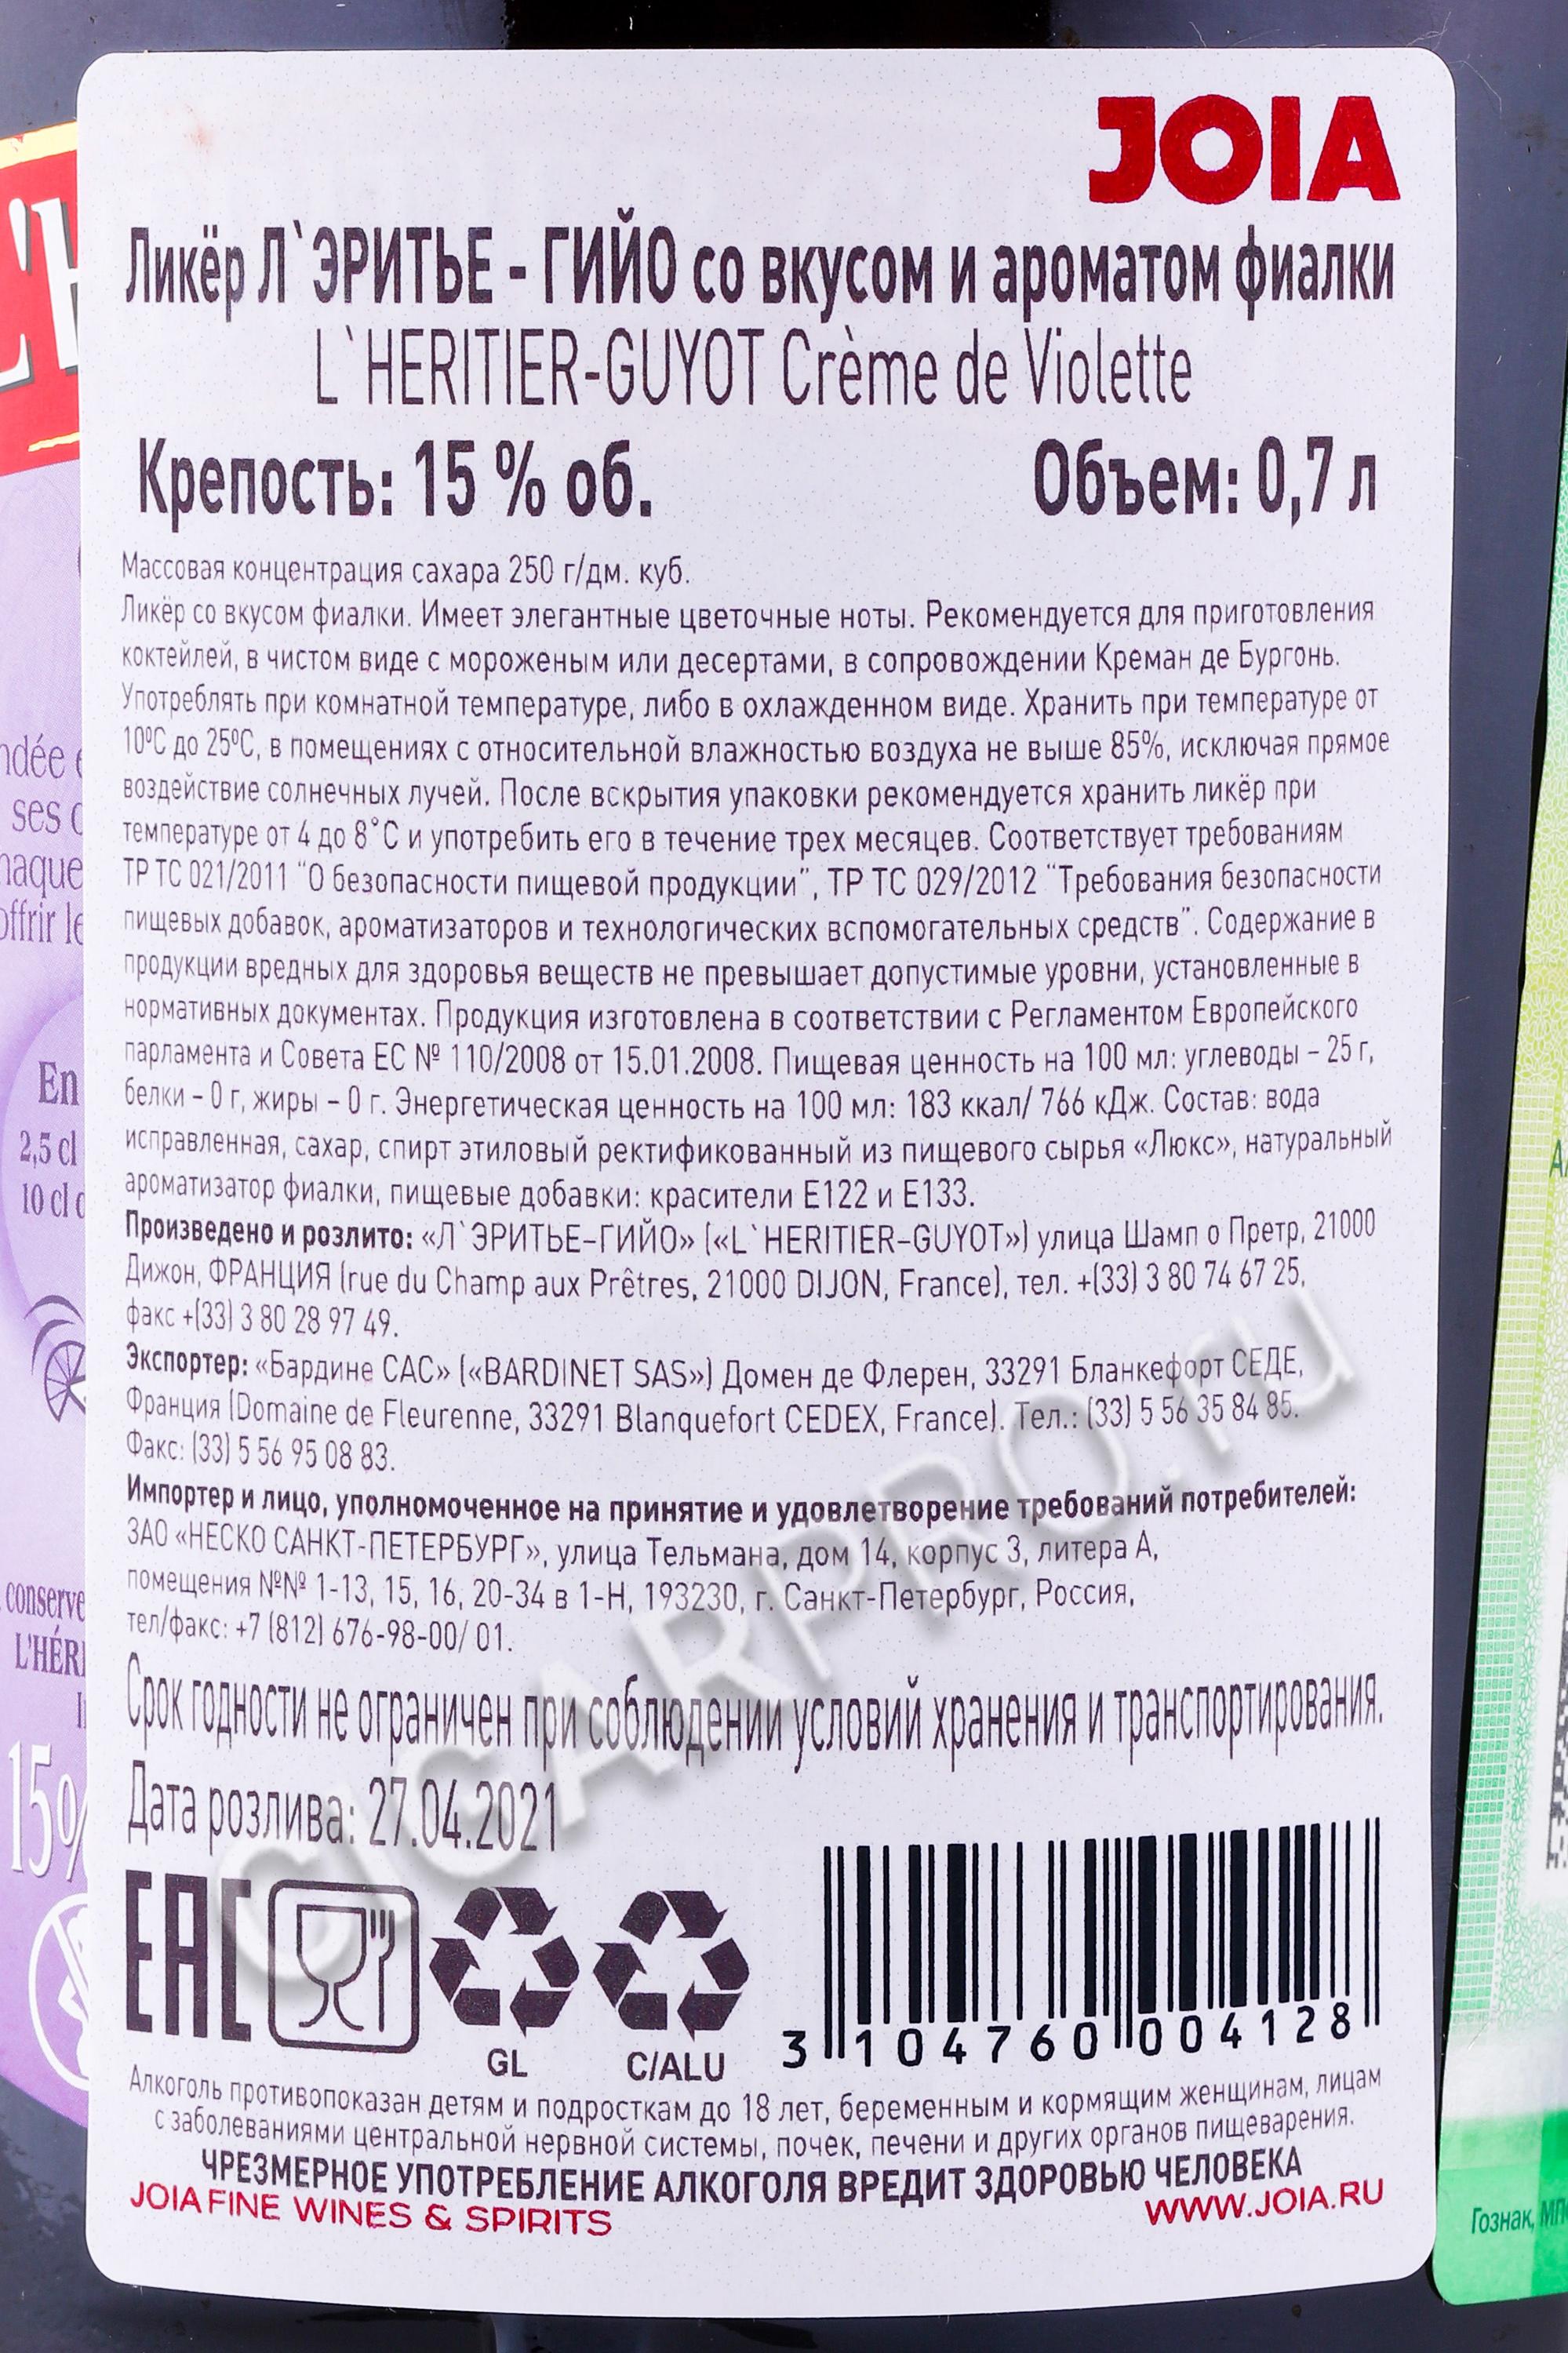 JOIA
Ликёр Л`ЭРИТЬЕ - ГИЙО со вкусом и ароматом фиалки
L`HERITIER-GUYOT Crème de Violette
Крепость: 15 % об. Объем: 0,7 л
Массовая концентрация сахара 250 г/дм. куб.
Ликёр со вкусом фиалки. Имеет элегантные цветочные ноты. Рекомендуется для приготовления
коктейлей, в чистом виде с мороженым или десертами, в сопровождении Креман де Бургонь.
Употреблять при комнатной температуре, либо в охлажденном виде. Хранить при температуре от
10ºС до 25ºС, в помещениях с относительной влажностью воздуха не выше 85%, исключая прямое
воздействие солнечных лучей. После вскрытия упаковки рекомендуется хранить ликёр при
температуре от 4 до 8°С и употребить его в течение трех месяцев. Соответствует требованиям
ТР ТС 021/2011 "О безопасности пищевой продукции", ТР ТС 029/2012 "Требования безопасности
пищевых добавок, ароматизаторов и технологических вспомогательных средств". Содержание в
продукции вредных для здоровья веществ не превышает допустимые уровни, установленные в
нормативных документах. Продукция изготовлена в соответствии с Регламентом Европейского
парламента и Совета ЕС № 110/2008 от 15.01.2008. Пищевая ценность на 100 мл: углеводы – 25 г,
белки – 0 г, жиры – 0 г. Энергетическая ценность на 100 мл: 183 ккал/ 766 кДж. Состав: вода
исправленная, сахар, спирт этиловый ректификованный из пищевого сырья «Люкс», натуральный
ароматизатор фиалки, пищевые добавки: красители Е122 и Е133.
Произведено и розлито: «Л`ЭРИТЬЕ-ГИЙО» («L`HERITIER-GUYOT») улица Шамп о Претр, 21000
Дижон, ФРАНЦИЯ (rue du Champ aux Prêtres, 21000 DIJON, France), тел. +(33) 3 80 74 67 25,
факс +(33) 3 80 28 97 49.
Экспортер: «Бардине САС» («BARDINET SAS») Домен де Флерен, 33291 Бланкефорт СЕДЕ,
Франция (Domaine de Fleurenne, 33291 Blanquefort CEDEX, France). Тел.: (33) 5 56 35 84 85.
Факс: (33) 5 56 95 08 83.
Импортер и лицо, уполномоченное на принятие и удовлетворение требований потребителей:
ЗАО «НЕСКО САНКТ-ПЕТЕРБУРГ», улица Тельмана, дом 14, корпус 3, литера А,
помещения №№ 1-13, 15, 16, 20-34 в 1-Н, 193230, г. Санкт-Петербург, Россия,
тел/факс: +7 (812) 676-98-00/ 01.
Срок годности не ограничен при соблюдении условий хранения и транспортирования.
Дата розлива: 27.04.2021
EAC
GL C/ALU
3 104760 004128
Алкоголь противопоказан детям и подросткам до 18 лет, беременным и кормящим женщинам, лицам
с заболеваниями центральной нервной системы, почек, печени и других органов пищеварения.
ЧРЕЗМЕРНОЕ УПОТРЕБЛЕНИЕ АЛКОГОЛЯ ВРЕДИТ ЗДОРОВЬЮ ЧЕЛОВЕКА
JOIA FINE WINES & SPIRITS WWW.JOIA.RU
CIGARPRO.ru
ses
En
2,5 cl
10 cl
15%
Гознак,